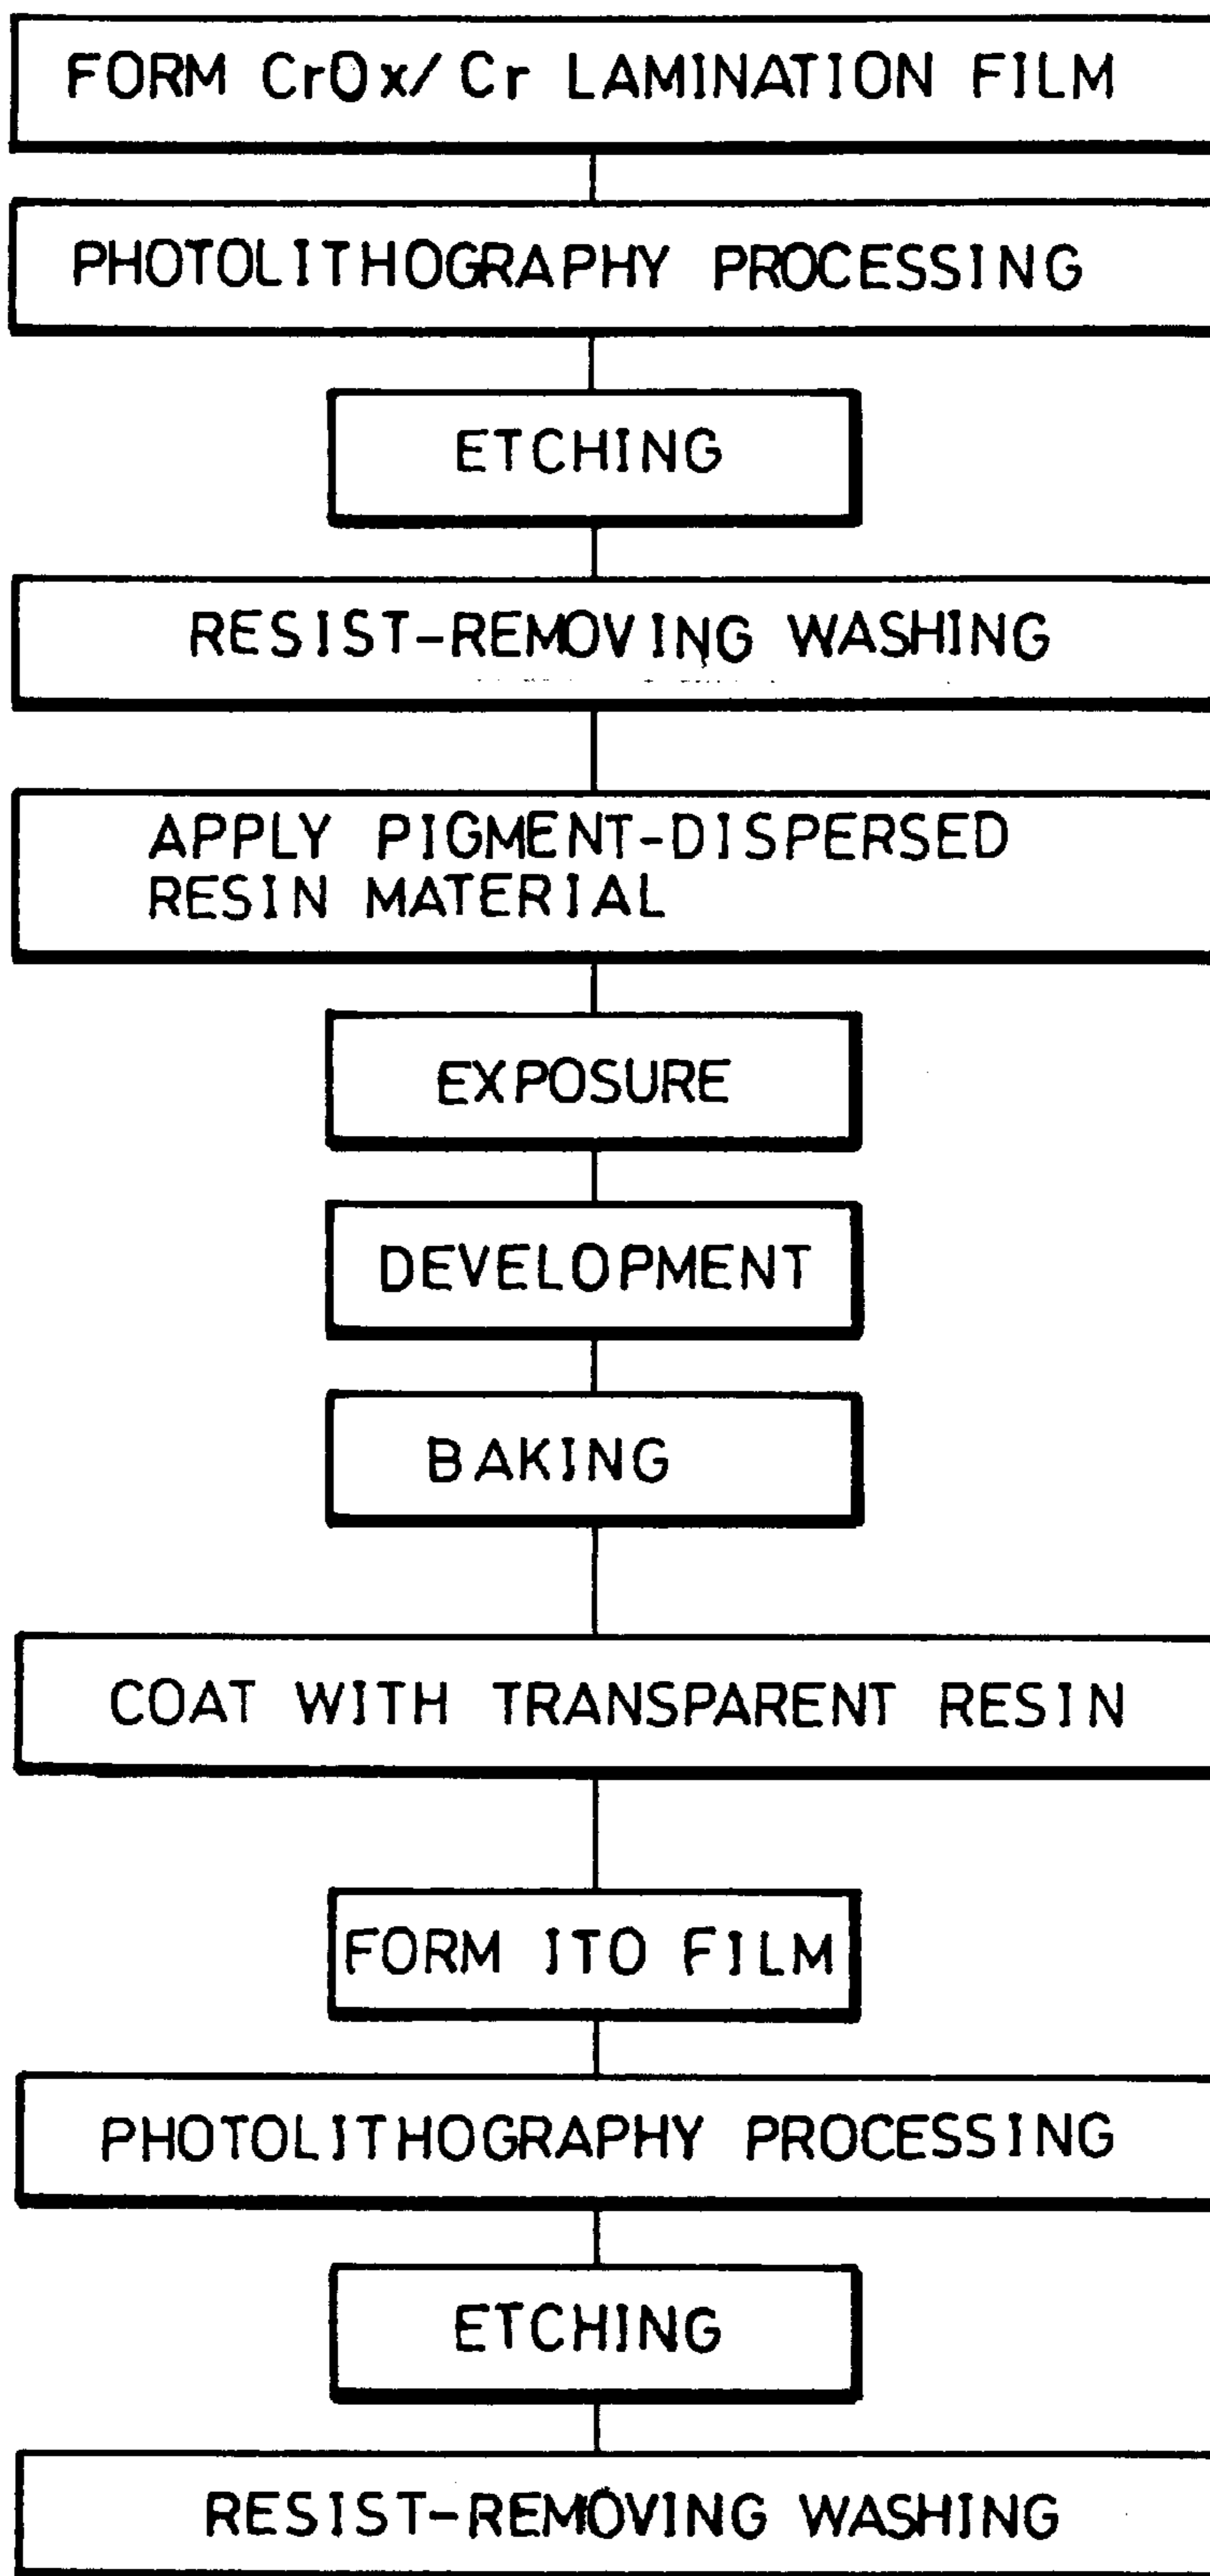 FORM CrOx/Cr LAMINATION FILM
PHOTOLITHOGRAPHY PROCESSING
ETCHING
RESIST-REMOVING WASHING
APPLY PIGMENT-DISPERSED
RESIN MATERIAL
EXPOSURE
DEVELOPMENT
BAKING
COAT WITH TRANSPARENT RESIN
FORM ITO FILM
PHOTOLITHOGRAPHY PROCESSING
ETCHING
RESIST-REMOVING WASHING